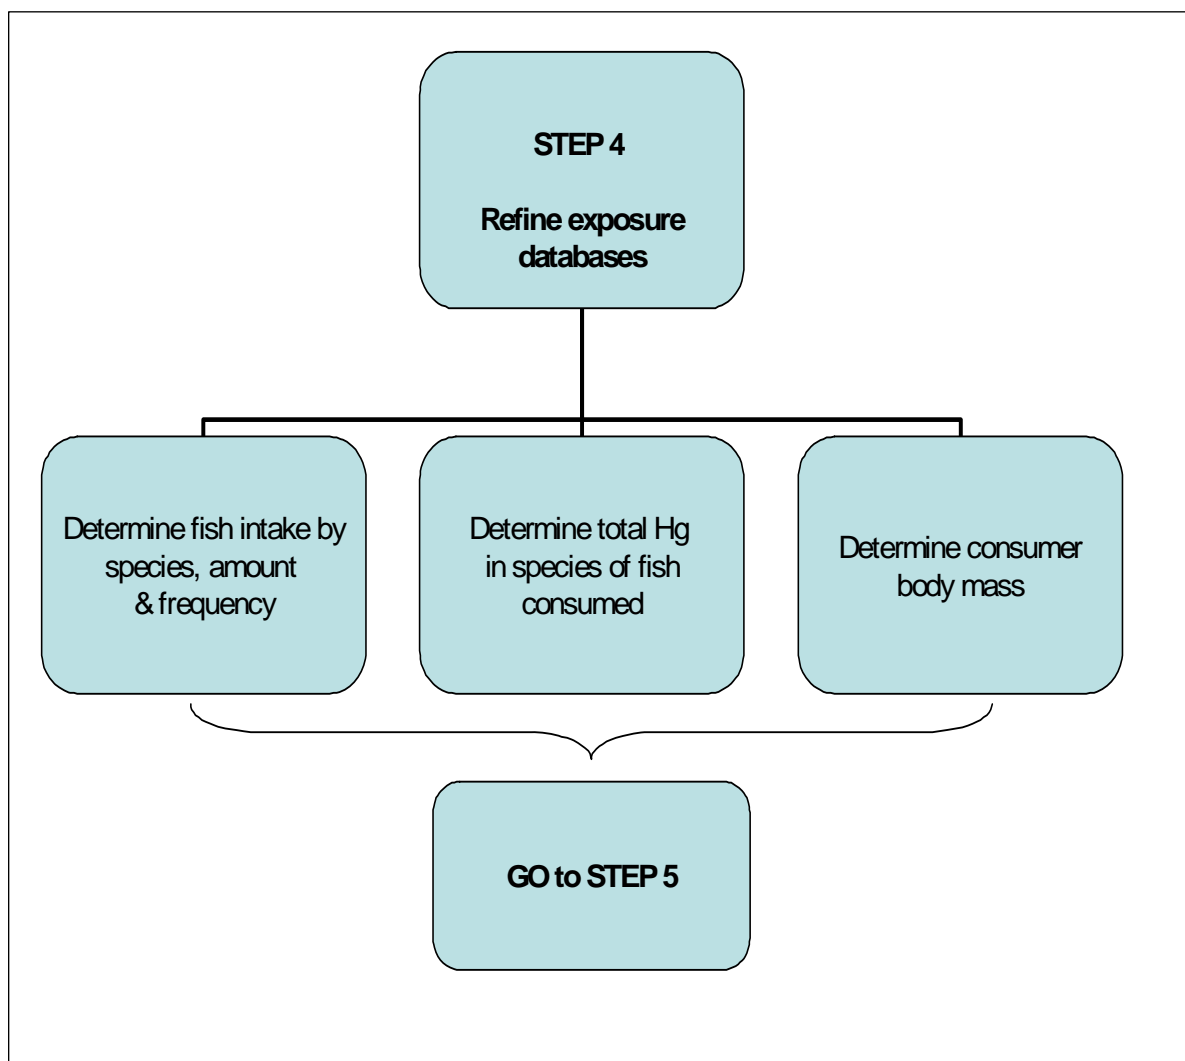 STEP 4
Refine exposure
databases
Determine fish intake by
species, amount
& frequency
Determine total Hg
in species of fish
consumed
Determine consumer
body mass
GO to STEP 5